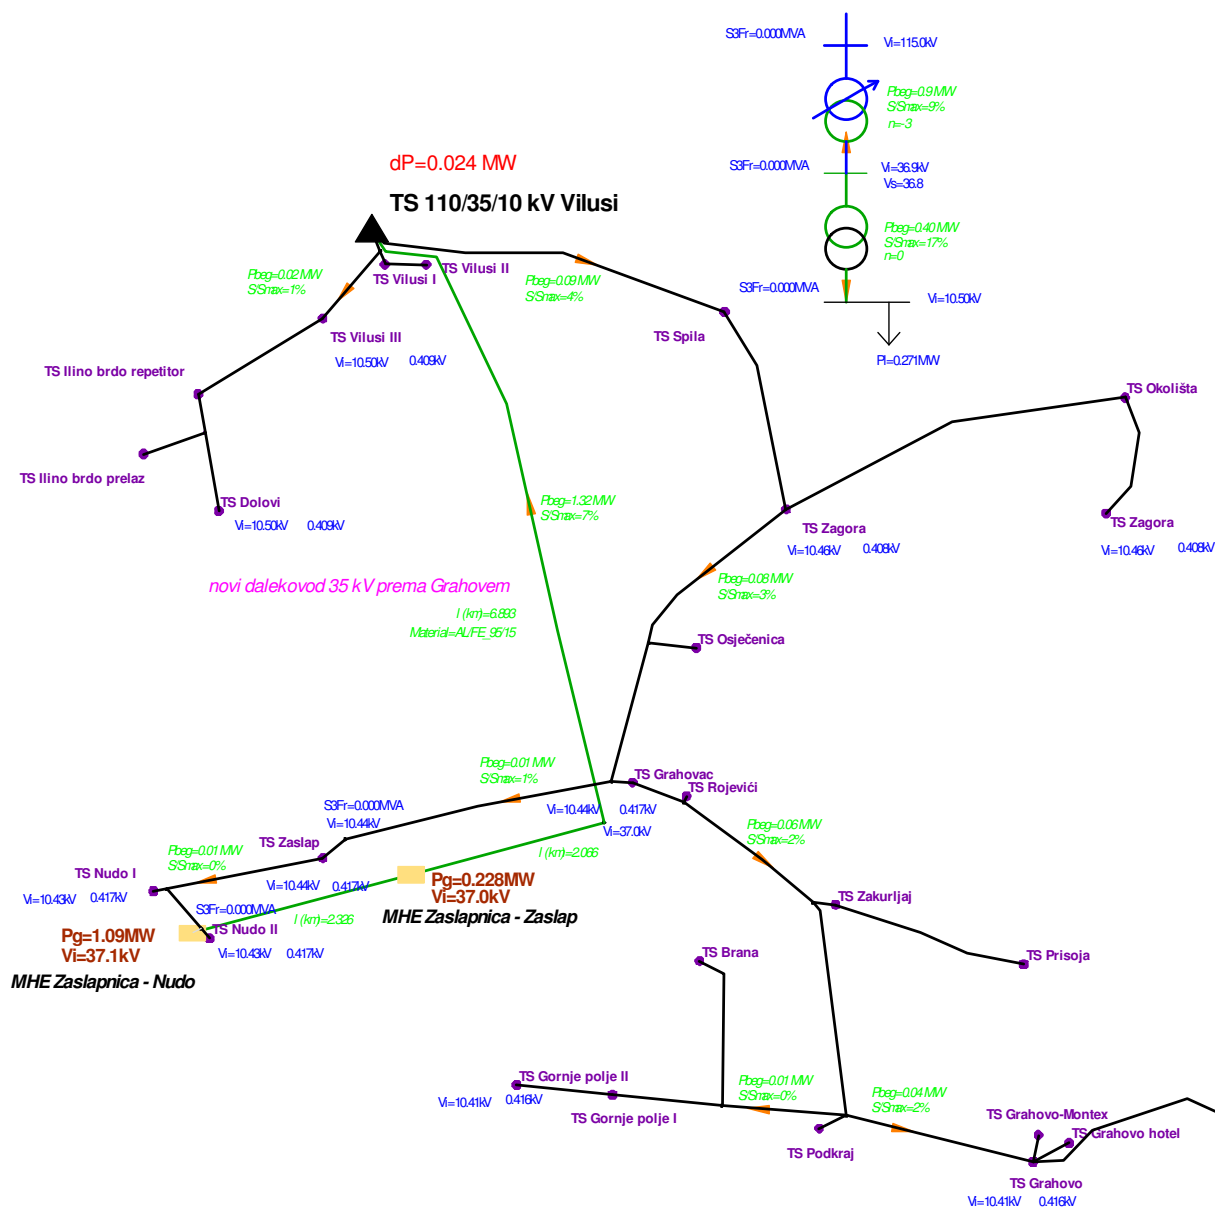 S3Fr=0.000MVA
Vi=115.0kV
Pbeg=0.9 MW
S/Smax=9%
n=-3
S3Fr=0.000MVA
Vi=36.9kV
Vs=36.8
Pbeg=0.40 MW
S/Smax=17%
n=0
S3Fr=0.000MVA
Vi=10.50kV
Pl=0.271MW
dP=0.024 MW
TS 110/35/10 kV Vilusi
TS Vilusi I
TS Vilusi II
Pbeg=0.02 MW
S/Smax=1%
Pbeg=0.09 MW
S/Smax=4%
TS Vilusi III
Vi=10.50kV 0.409kV
TS Spila
TS Ilino brdo repetitor
TS Okolišta
TS Ilino brdo prelaz
TS Dolovi
Vi=10.50kV 0.409kV
Pbeg=1.32 MW
S/Smax=7%
TS Zagora
Vi=10.46kV 0.408kV
TS Zagora
Vi=10.46kV 0.408kV
novi dalekovod 35 kV prema Grahovem
Pbeg=0.08 MW
S/Smax=3%
l (km)=6.893
Material=AL/FE_95/15
TS Osječenica
Pbeg=0.01 MW
S/Smax=1%
TS Grahovac
TS Rojevići
S3Fr=0.000MVA
Vi=10.44kV
Vi=10.44kV 0.417kV
Vi=37.0kV
Pbeg=0.06 MW
S/Smax=2%
TS Zaslap
Pbeg=0.01 MW
S/Smax=0%
l (km)=2.066
TS Nudo I
Vi=10.43kV 0.417kV
Vi=10.44kV 0.417kV
Pg=0.228MW
Vi=37.0kV
MHE Zaslapnica - Zaslap
S3Fr=0.000MVA
l (km)=2.326
TS Zakurljaj
Pg=1.09MW
Vi=37.1kV
MHE Zaslapnica - Nudo
TS Nudo II
Vi=10.43kV 0.417kV
TS Brana
TS Prisoja
TS Gornje polje II
Vi=10.41kV 0.416kV
TS Gornje polje I
Pbeg=0.01 MW
S/Smax=0%
Pbeg=0.04 MW
S/Smax=2%
TS Podkraj
TS Grahovo-Montex
TS Grahovo hotel
TS Grahovo
Vi=10.41kV 0.416kV